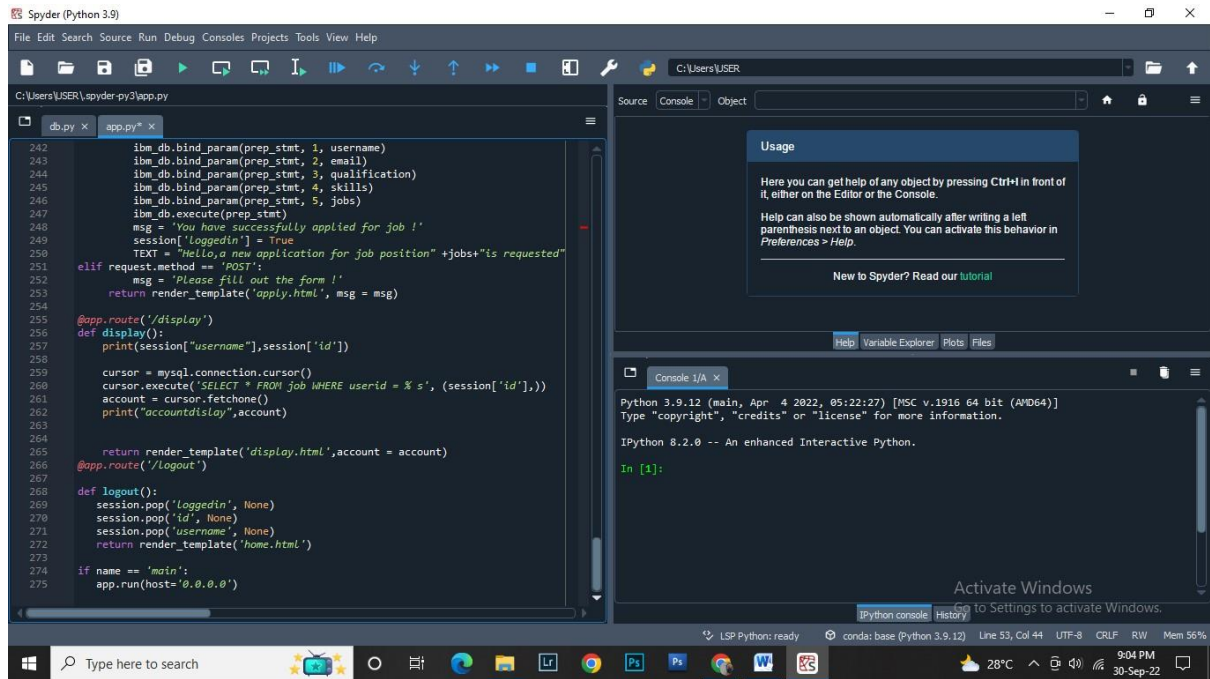 Spyder (Python 3.9)
File Edit Search Source Run Debug Consoles Projects Tools View Help
C:\Users\USER
C:\Users\USER\.spyder-py3\app.py
db.py × app.py* ×
242 ibm_db.bind_param(prep_stmt, 1, username)
243 ibm_db.bind_param(prep_stmt, 2, email)
244 ibm_db.bind_param(prep_stmt, 3, qualification)
245 ibm_db.bind_param(prep_stmt, 4, skills)
246 ibm_db.bind_param(prep_stmt, 5, jobs)
247 ibm_db.execute(prep_stmt)
248 msg = 'You have successfully applied for job !'
249 session['loggedin'] = True
250 TEXT = "Hello,a new application for job position" +jobs+"is requested"
251 elif request.method == 'POST':
252 msg = 'Please fill out the form !'
253 return render_template('apply.html', msg = msg)
254
255 @app.route('/display')
256 def display():
257 print(session["username"],session['id'])
258
259 cursor = mysql.connection.cursor()
260 cursor.execute('SELECT * FROM job WHERE userid = % s', (session['id'],))
261 account = cursor.fetchone()
262 print("accountdislay",account)
263
264
265 return render_template('display.html',account = account)
266 @app.route('/logout')
267
268 def logout():
269 session.pop('loggedin', None)
270 session.pop('id', None)
271 session.pop('username', None)
272 return render_template('home.html')
273
274 if name == 'main':
275 app.run(host='0.0.0.0')
Source Console Object
Usage
Here you can get help of any object by pressing Ctrl+I in front of
it, either on the Editor or the Console.
Help can also be shown automatically after writing a left
parenthesis next to an object. You can activate this behavior in
Preferences > Help.
New to Spyder? Read our tutorial
Help Variable Explorer Plots Files
Console 1/A ×
Python 3.9.12 (main, Apr 4 2022, 05:22:27) [MSC v.1916 64 bit (AMD64)]
Type "copyright", "credits" or "license" for more information.
IPython 8.2.0 -- An enhanced Interactive Python.
In [1]:
Activate Windows
Go to Settings to activate Windows.
IPython console History
LSP Python: ready conda: base (Python 3.9.12) Line 53, Col 44 UTF-8 CRLF RW Mem 56%
Type here to search
Lr Ps Ps W
28°C
9:04 PM
30-Sep-22